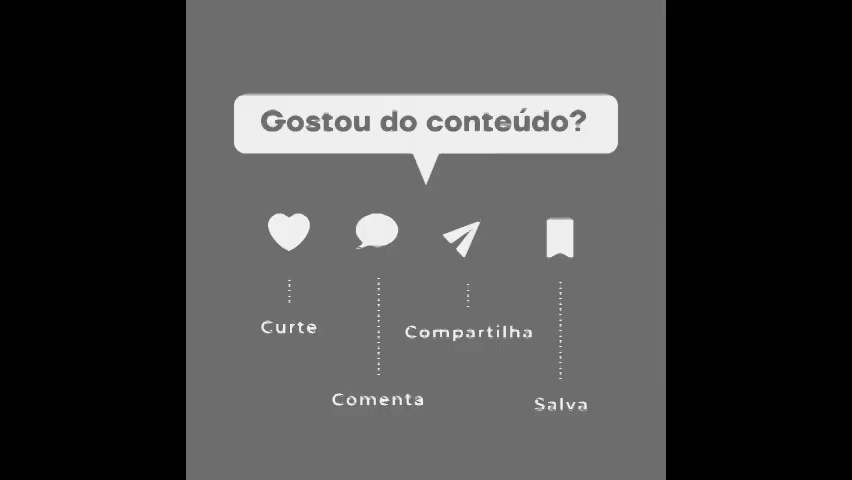 Gostou do conteúdo?
Curte
Compartilha
Comenta
Salva